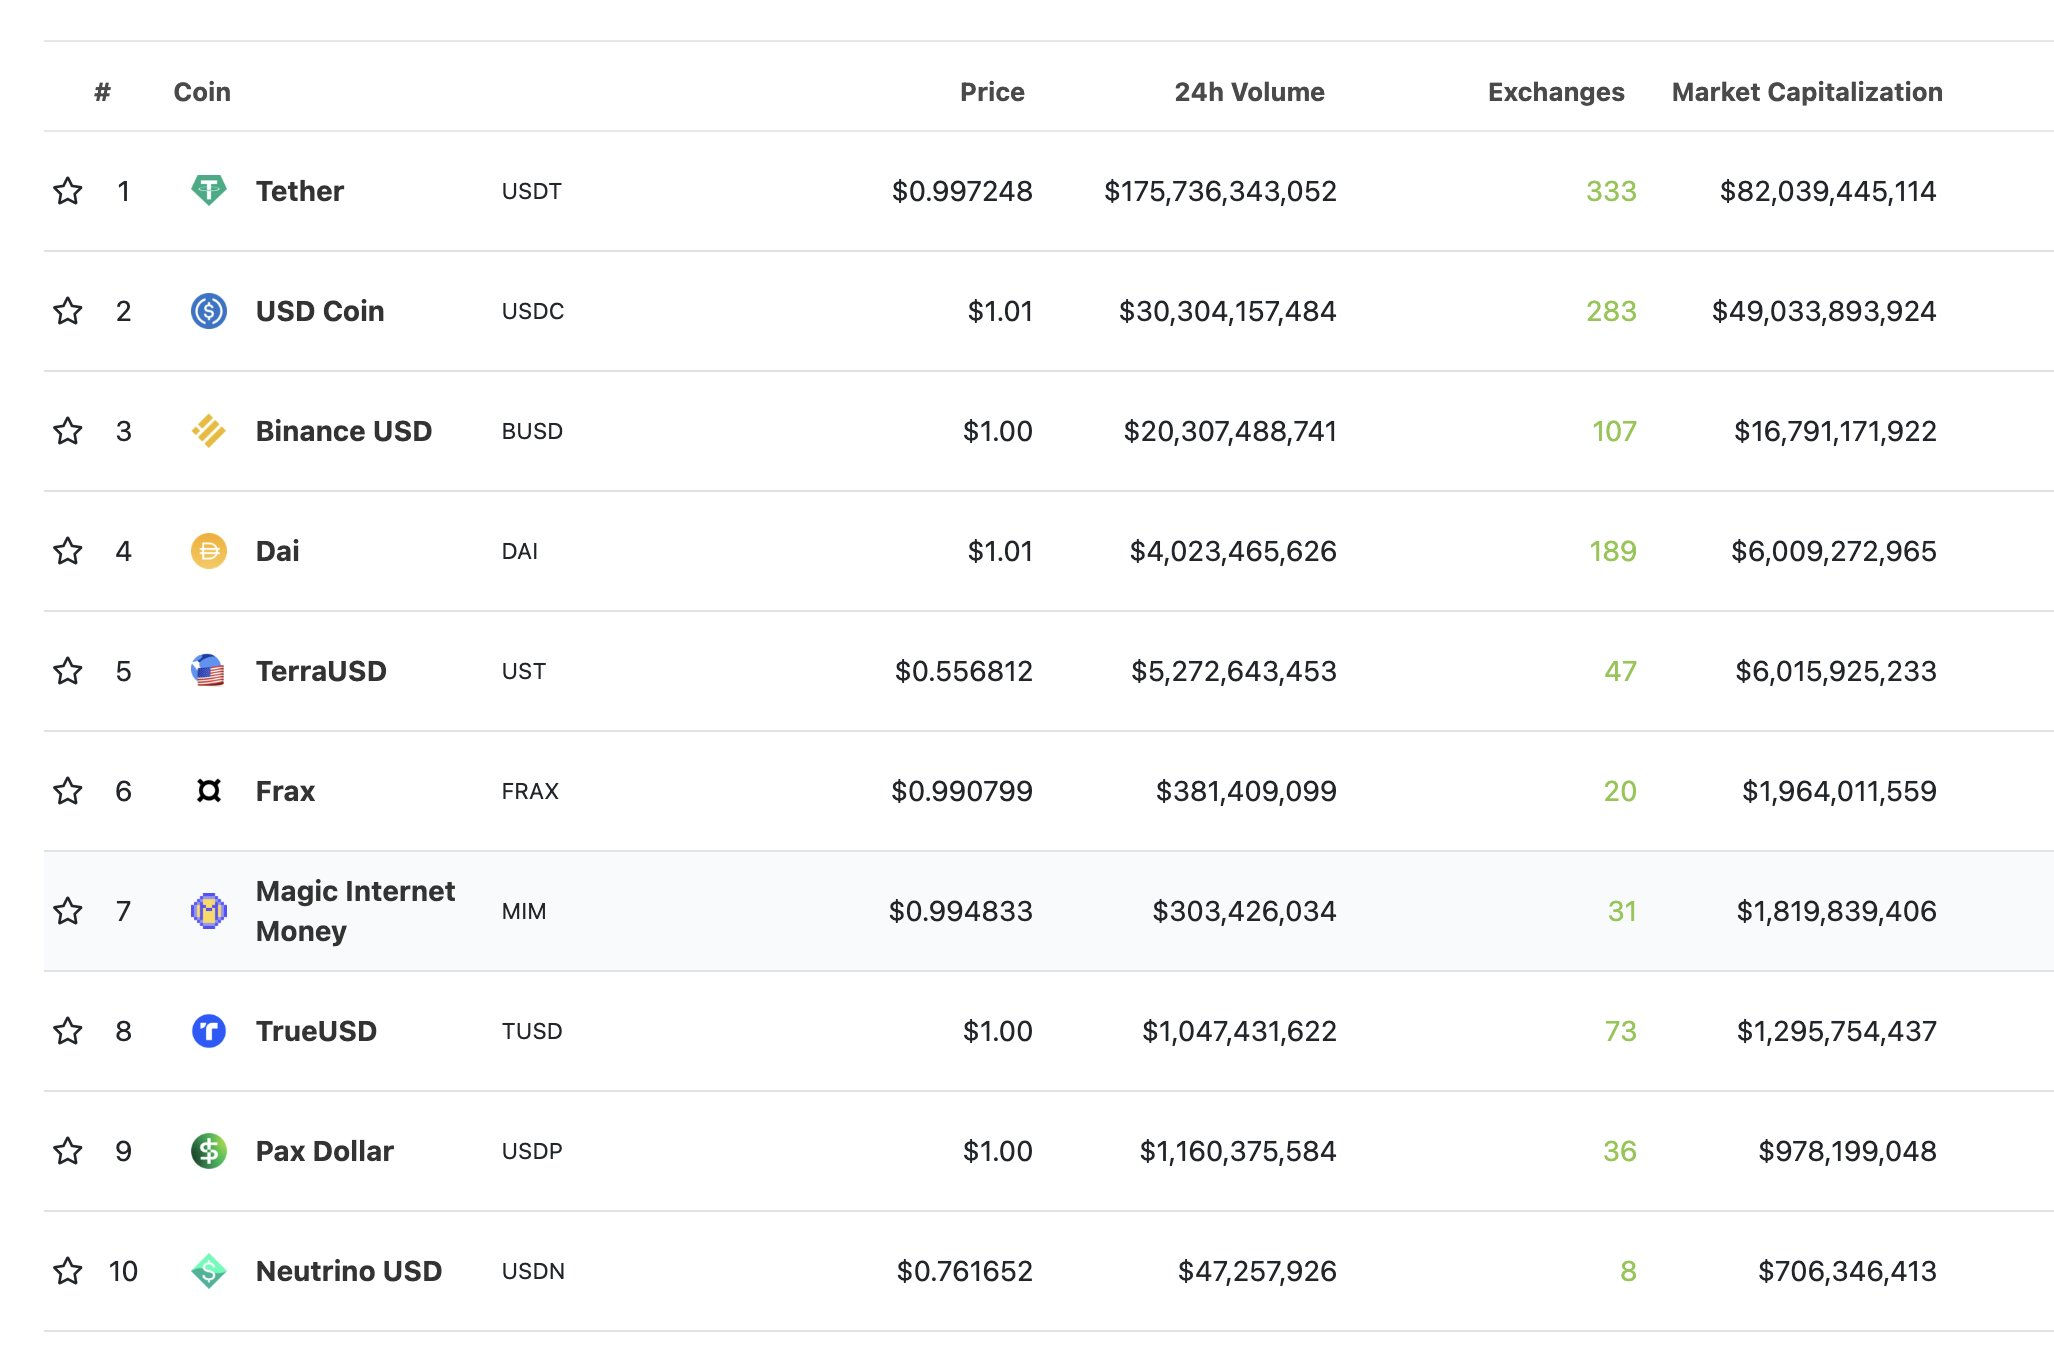 # Coin Price 24h Volume Exchanges Market Capitalization
1 Tether USDT $0.997248 $175,736,343,052 333 $82,039,445,114
2 USD Coin USDC $1.01 $30,304,157,484 283 $49,033,893,924
3 Binance USD BUSD $1.00 $20,307,488,741 107 $16,791,171,922
4 Dai DAI $1.01 $4,023,465,626 189 $6,009,272,965
5 TerraUSD UST $0.556812 $5,272,643,453 47 $6,015,925,233
6 Frax FRAX $0.990799 $381,409,099 20 $1,964,011,559
7 Magic Internet Money MIM $0.994833 $303,426,034 31 $1,819,839,406
8 TrueUSD TUSD $1.00 $1,047,431,622 73 $1,295,754,437
9 Pax Dollar USDP $1.00 $1,160,375,584 36 $978,199,048
10 Neutrino USD USDN $0.761652 $47,257,926 8 $706,346,413